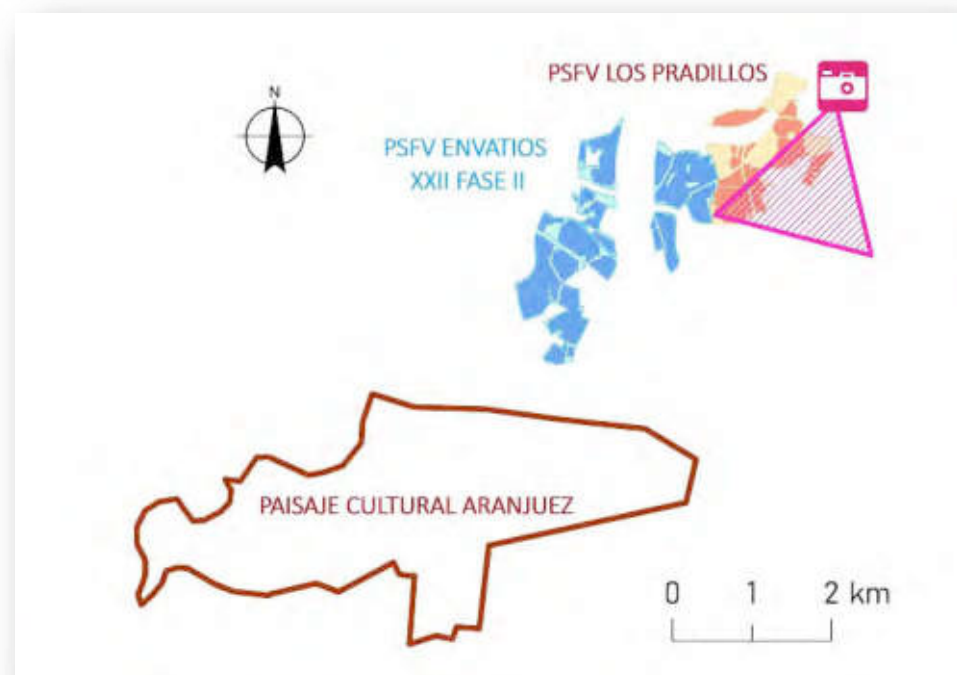 PSFV LOS PRADILLOS
N
PSFV ENVATIOS
XXII FASE II
PAISAJE CULTURAL ARANJUEZ
0 1 2 km